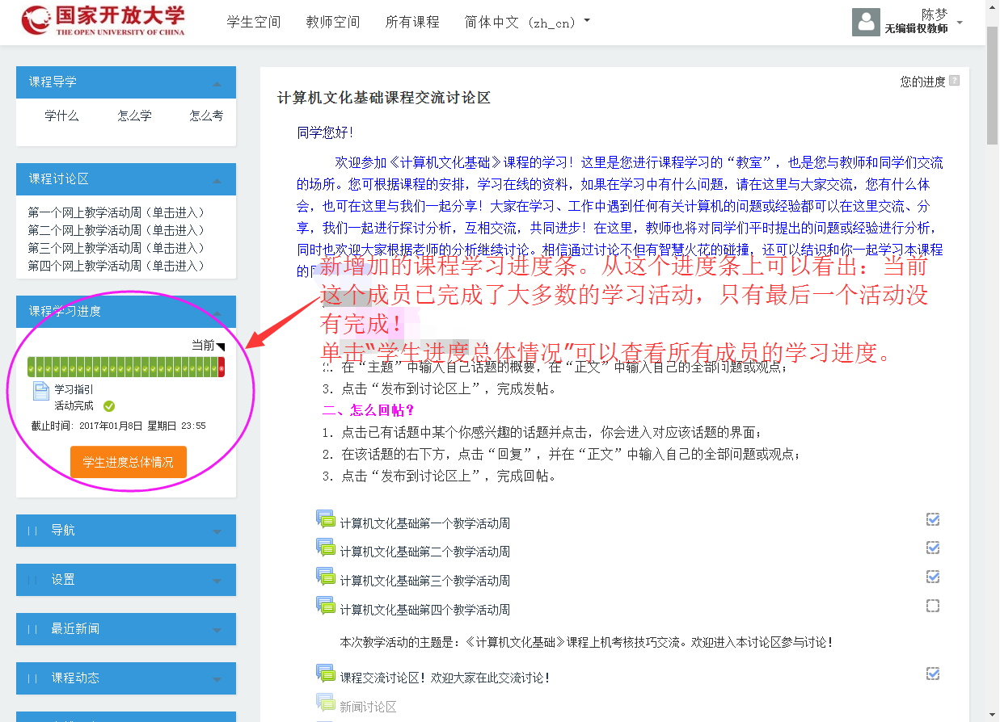 国家开放大学
THE OPEN UNIVERSITY OF CHINA
学生空间 教师空间 所有课程 简体中文 (zh_cn)
陈梦
无编辑权教师
课程导学
学什么 怎么学 怎么考
课程讨论区
第一个网上教学活动周（单击进入）
第二个网上教学活动周（单击进入）
第三个网上教学活动周（单击进入）
第四个网上教学活动周（单击进入）
课程学习进度
当前
学习指引
活动完成
截止时间：2017年01月8日 星期日 23:55
学生进度总体情况
导航
设置
最近新闻
课程动态
您的进度
计算机文化基础课程交流讨论区
同学您好！
欢迎参加《计算机文化基础》课程的学习！这里是您进行课程学习的“教室”，也是您与教师和同学们交流
的场所。您可根据课程的安排，学习在线的资料，如果在学习中有什么问题，请在这里与大家交流，您有什么体
会，也可在这里与我们一起分享！大家在学习、工作中遇到任何有关计算机的问题或经验都可以在这里交流、分
享，我们一起进行探讨分析，互相交流，共同进步！在这里，教师也将对同学们平时提出的问题或经验进行分析，
同时也欢迎大家根据老师的分析继续讨论。相信通过讨论不但有智慧火花的碰撞，还可以结识和你一起学习本课程
的
新增加的课程学习进度条。从这个进度条上可以看出：当前
这个成员已完成了大多数的学习活动，只有最后一个活动没
有完成！
单击“学生进度总体情况”可以查看所有成员的学习进度。
2. 在“主题”中输入自己话题的概要，在“正文”中输入自己的全部问题或观点；
3. 点击“发布到讨论区上”，完成发帖。
二、怎么回帖？
1. 点击已有话题中某个你感兴趣的话题并点击，你会进入对应该话题的界面；
2. 在该话题的右下方，点击“回复”，并在“正文”中输入自己的全部问题或观点；
3. 点击“发布到讨论区上”，完成回帖。
计算机文化基础第一个教学活动周
计算机文化基础第二个教学活动周
计算机文化基础第三个教学活动周
计算机文化基础第四个教学活动周
本次教学活动的主题是：《计算机文化基础》课程上机考核技巧交流。欢迎进入本讨论区参与讨论！
课程交流讨论区！欢迎大家在此交流讨论！
新闻讨论区